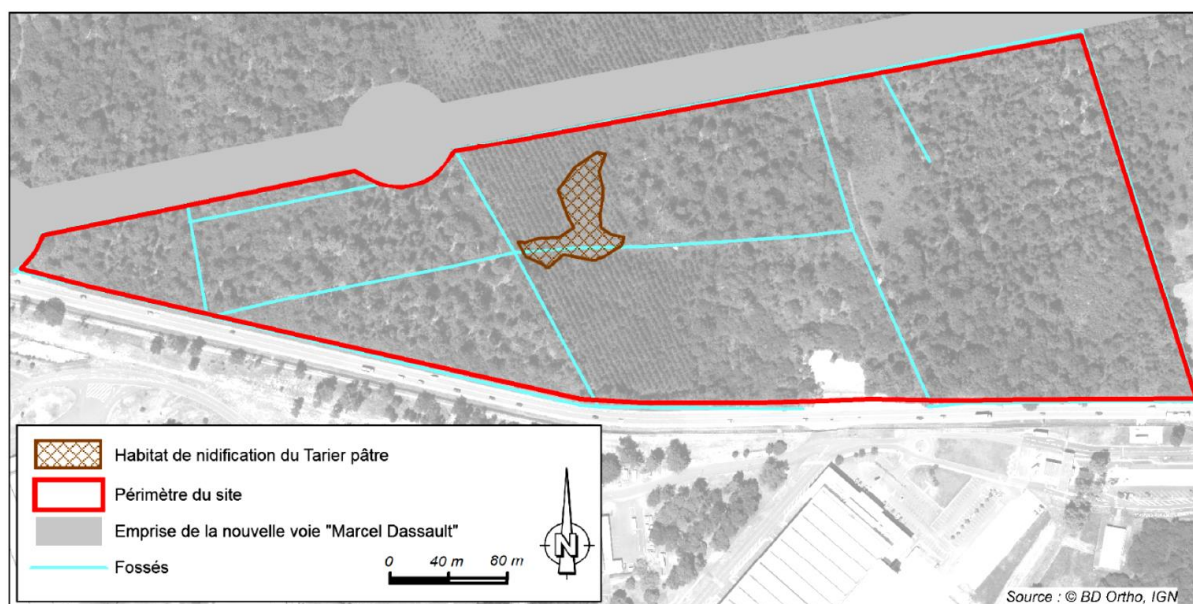 Habitat de nidification du Tarier pâtre
Périmètre du site
Emprise de la nouvelle voie "Marcel Dassault"
Fossés
0 40 m 80 m
N
Source : © BD Ortho, IGN